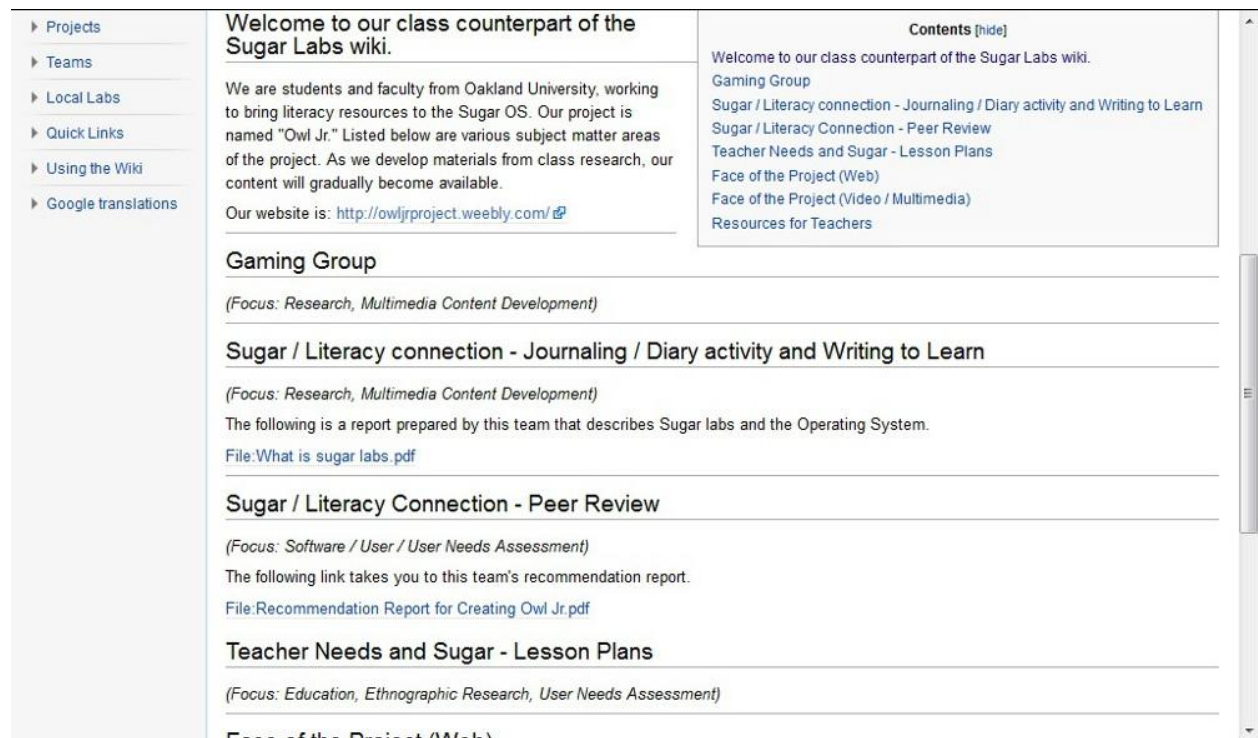 Projects
Teams
Local Labs
Quick Links
Using the Wiki
Google translations
Welcome to our class counterpart of the
Sugar Labs wiki.
We are students and faculty from Oakland University, working
to bring literacy resources to the Sugar OS. Our project is
named "Owl Jr." Listed below are various subject matter areas
of the project. As we develop materials from class research, our
content will gradually become available.
Our website is: http://owljrproject.weebly.com/
Contents [hide]
Welcome to our class counterpart of the Sugar Labs wiki.
Gaming Group
Sugar / Literacy connection - Journaling / Diary activity and Writing to Learn
Sugar / Literacy Connection - Peer Review
Teacher Needs and Sugar - Lesson Plans
Face of the Project (Web)
Face of the Project (Video / Multimedia)
Resources for Teachers
Gaming Group
(Focus: Research, Multimedia Content Development)
Sugar / Literacy connection - Journaling / Diary activity and Writing to Learn
(Focus: Research, Multimedia Content Development)
The following is a report prepared by this team that describes Sugar labs and the Operating System.
File:What is sugar labs.pdf
Sugar / Literacy Connection - Peer Review
(Focus: Software / User / User Needs Assessment)
The following link takes you to this team's recommendation report.
File:Recommendation Report for Creating Owl Jr.pdf
Teacher Needs and Sugar - Lesson Plans
(Focus: Education, Ethnographic Research, User Needs Assessment)
Face of the Project (Web)